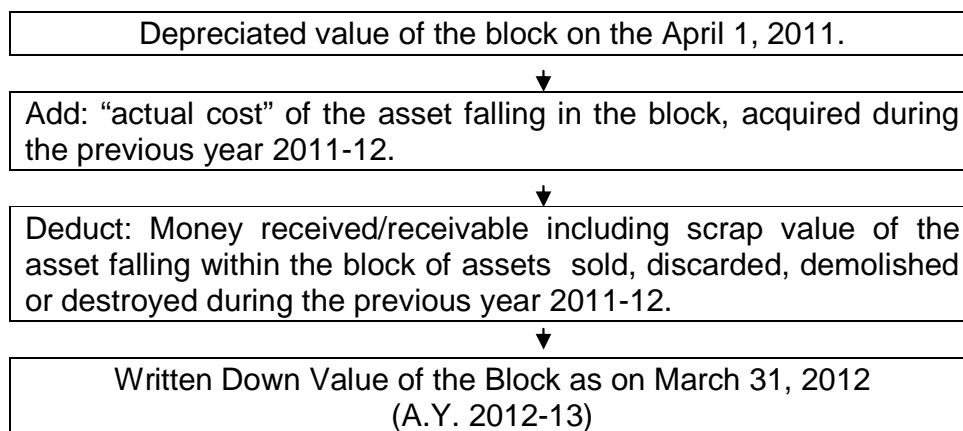 Depreciated value of the block on the April 1, 2011.
Add: “actual cost” of the asset falling in the block, acquired during
the previous year 2011-12.
Deduct: Money received/receivable including scrap value of the
asset falling within the block of assets sold, discarded, demolished
or destroyed during the previous year 2011-12.
Written Down Value of the Block as on March 31, 2012
(A.Y. 2012-13)